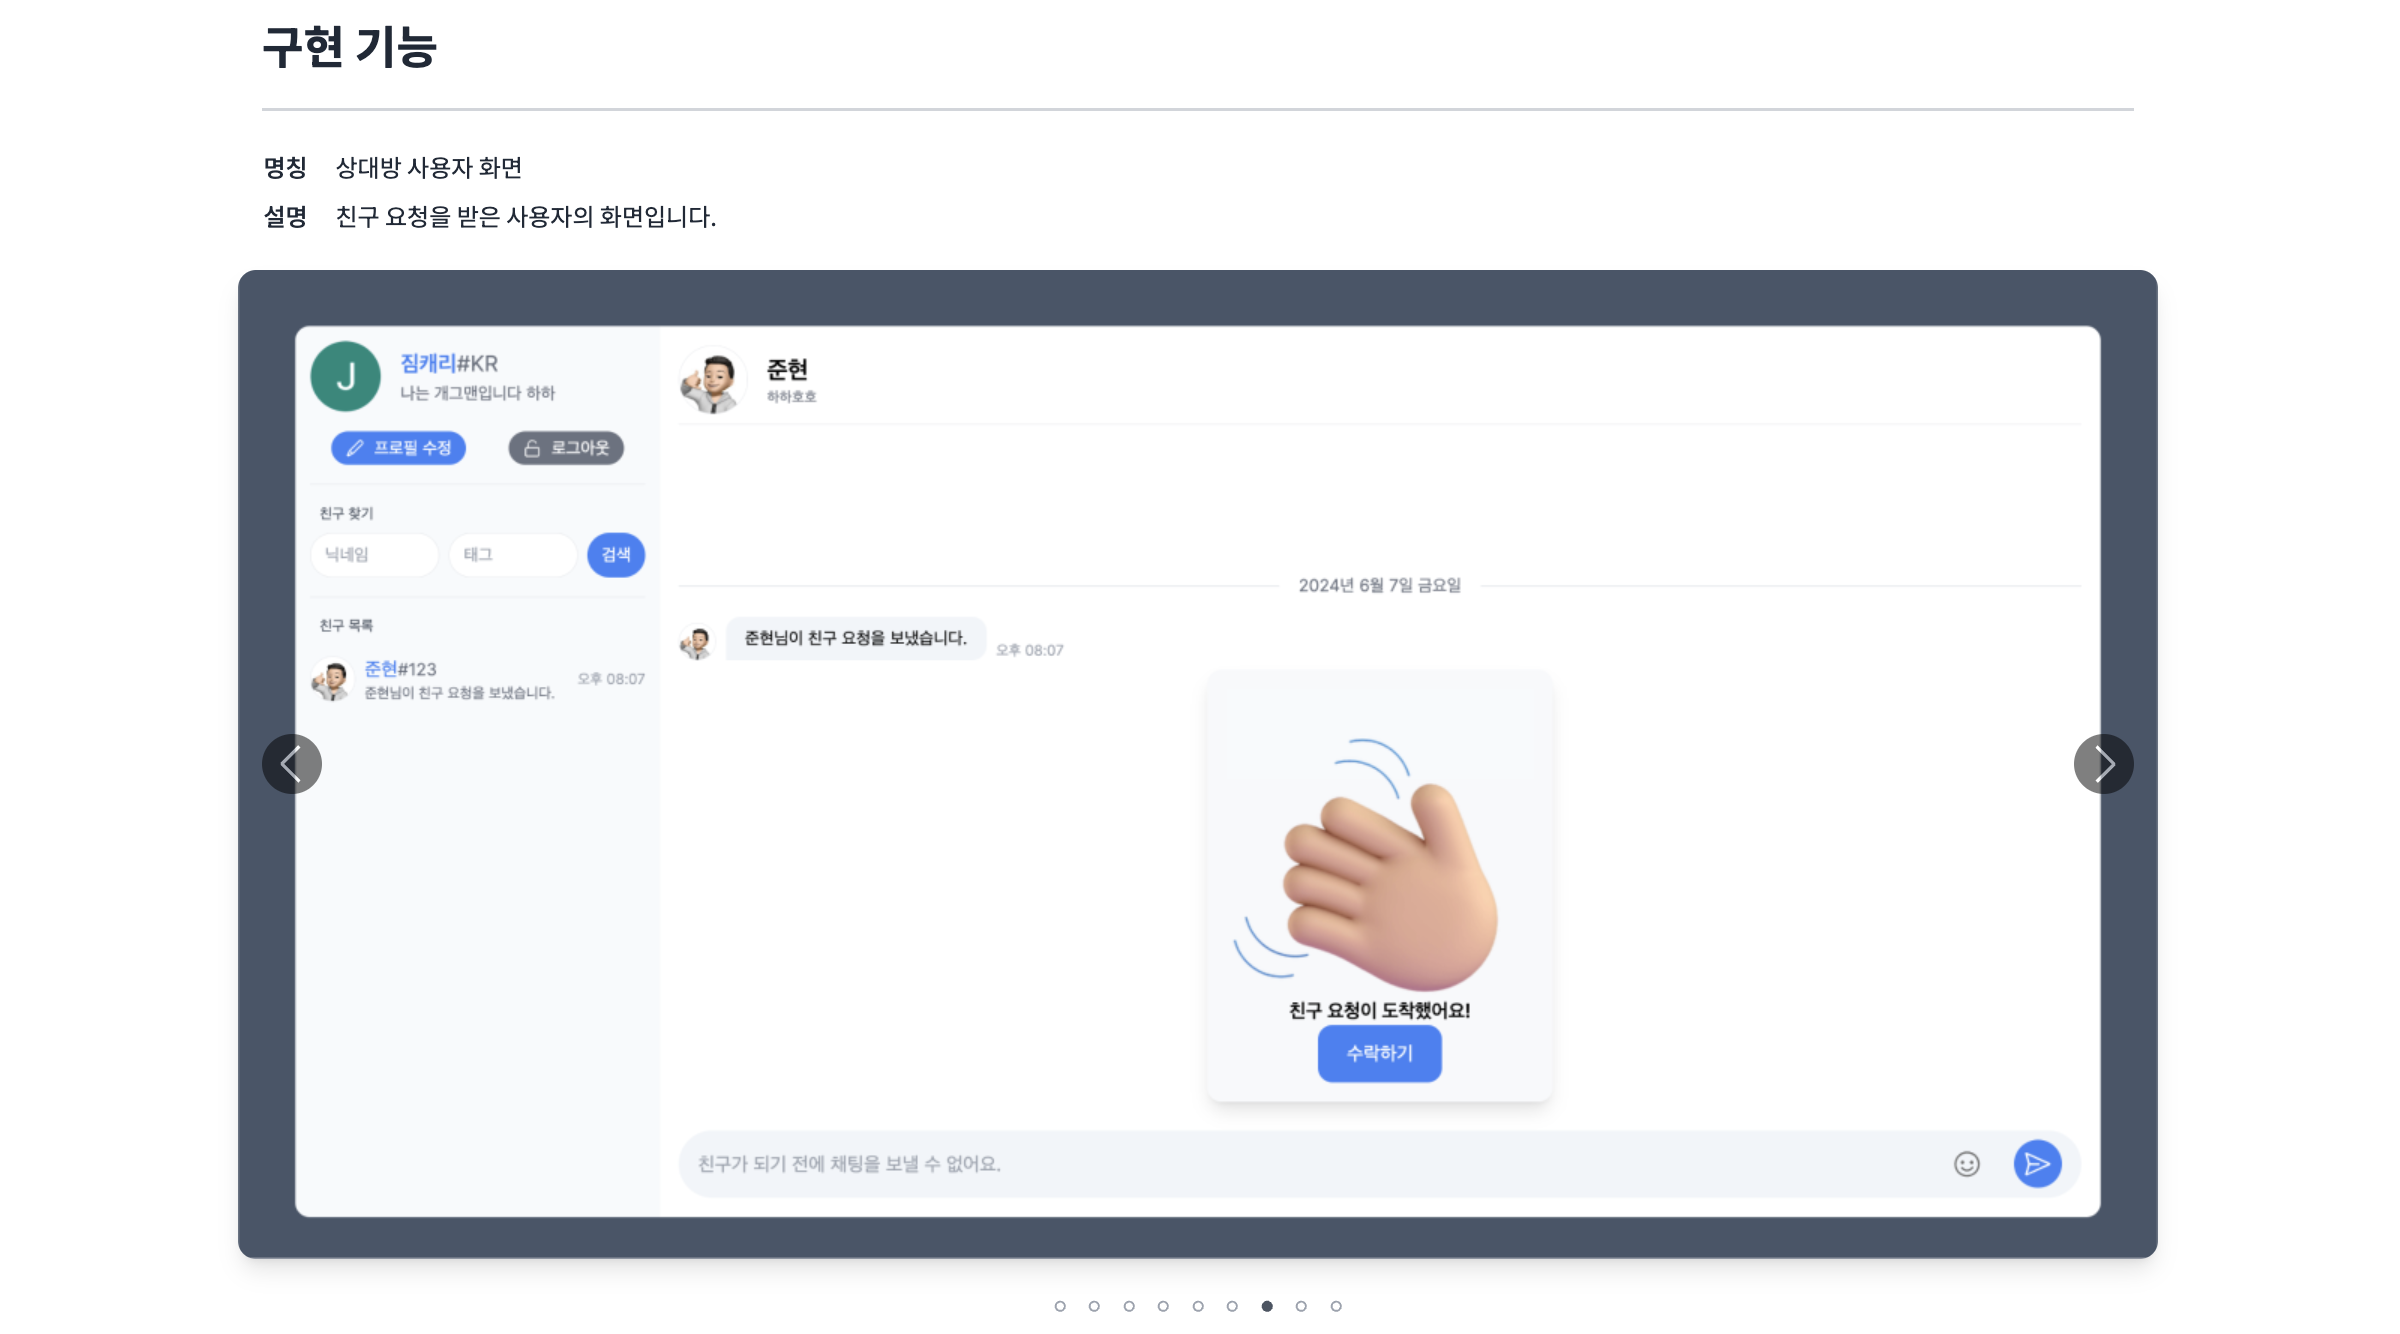 구현 기능
명칭 상대방 사용자 화면
설명 친구 요청을 받은 사용자의 화면입니다.
J
짐캐리#KR
나는 개그맨입니다 하하
프로필 수정
로그아웃
친구 찾기
닉네임
태그
검색
친구 목록
준현#123
준현님이 친구 요청을 보냈습니다.
오후 08:07
준현
하하호호
2024년 6월 7일 금요일
준현님이 친구 요청을 보냈습니다.
오후 08:07
친구 요청이 도착했어요!
수락하기
친구가 되기 전에 채팅을 보낼 수 없어요.